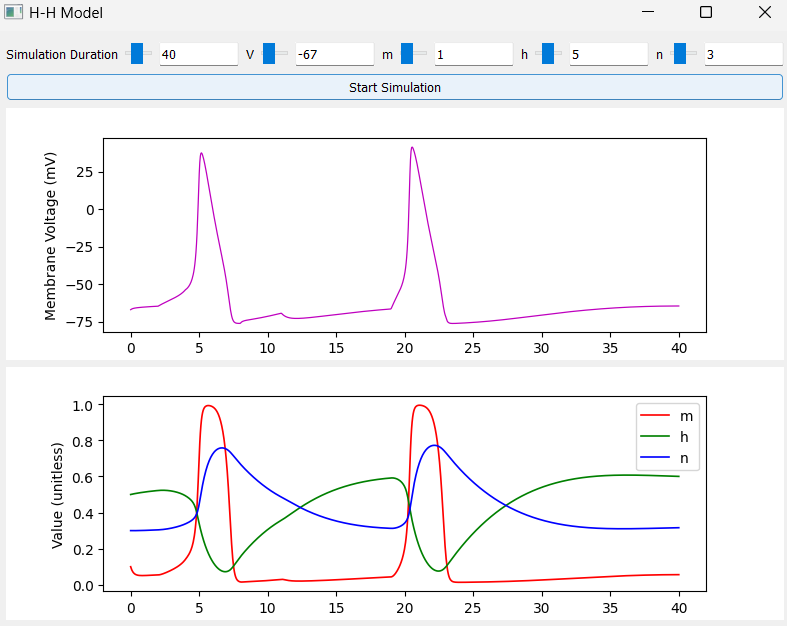 H-H Model
Simulation Duration 40 V -67 m 1 h 5 n 3
Start Simulation
Membrane Voltage (mV)
25
0
−25
−50
−75
0 5 10 15 20 25 30 35 40
Value (unitless)
1.0
0.8
0.6
0.4
0.2
0.0
m
h
n
0 5 10 15 20 25 30 35 40